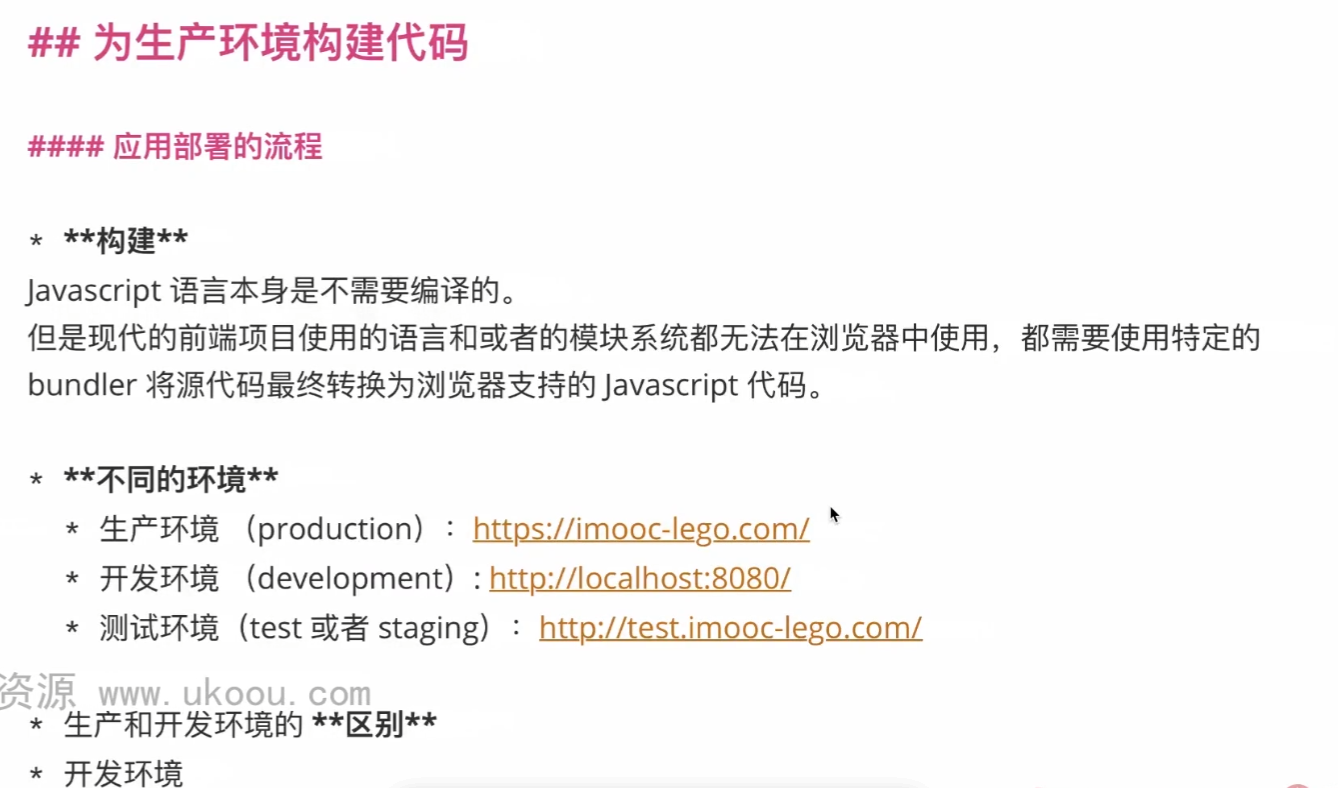 ## 为生产环境构建代码
#### 应用部署的流程
* **构建**
Javascript 语言本身是不需要编译的。
但是现代的前端项目使用的语言和或者的模块系统都无法在浏览器中使用，都需要使用特定的
bundler 将源代码最终转换为浏览器支持的 Javascript 代码。
* **不同的环境**
* 生产环境 （production）： https://imooc-lego.com/
* 开发环境 （development）: http://localhost:8080/
* 测试环境（test 或者 staging）： http://test.imooc-lego.com/
资源 www.ukoou.com
* 生产和开发环境的 **区别**
* 开发环境